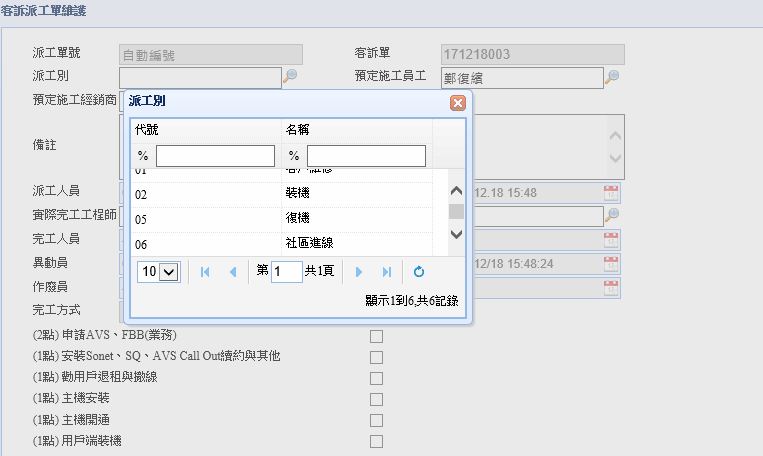 客訴派工單維護
派工單號 自動編號 客訴單 171218003
派工別 預定施工員工 鄭復繽
預定施工經銷商
派工別
代號 名稱
% %
01 客戶維修
02 裝機
05 復機
06 社區進線
10 第 1 共1頁
顯示1到6,共6記錄
備註
派工人員 12.18 15:48
實際完工工程師
完工人員
異動員 12/18 15:48:24
作廢員
完工方式
(2點) 申請AVS、FBB(業務)
(1點) 安裝Sonet、SQ、AVS Call Out續約與其他
(1點) 勸用戶退租與撤線
(1點) 主機安裝
(1點) 主機開通
(1點) 用戶端裝機